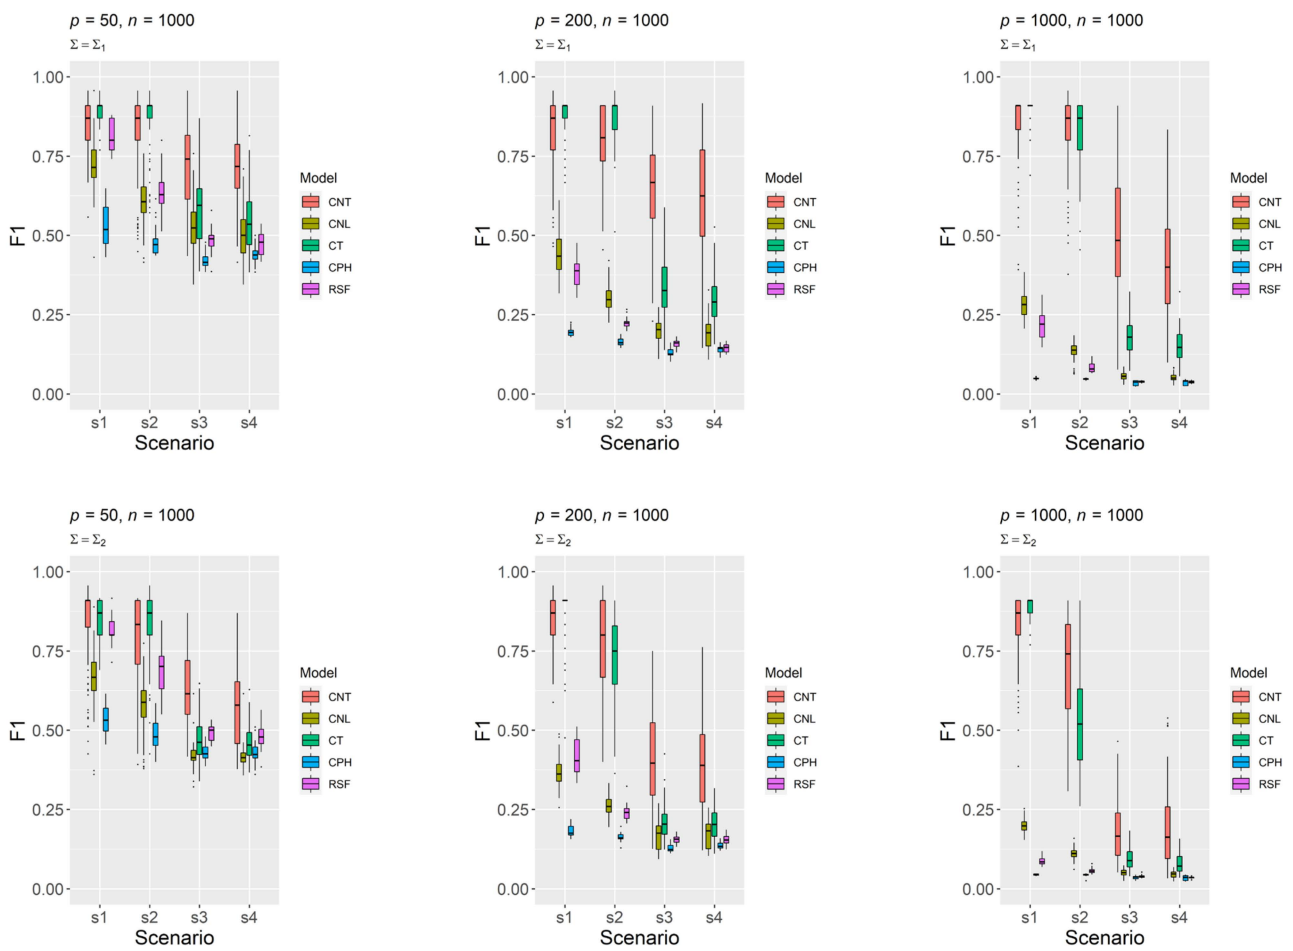 p = 50, n = 1000
Σ = Σ1
1.00
0.75
0.50
0.25
0.00
F1
s1 s2 s3 s4
Scenario
Model
CNT
CNL
CT
CPH
RSF
p = 200, n = 1000
Σ = Σ1
1.00
0.75
0.50
0.25
0.00
F1
s1 s2 s3 s4
Scenario
Model
CNT
CNL
CT
CPH
RSF
p = 1000, n = 1000
Σ = Σ1
1.00
0.75
0.50
0.25
0.00
F1
s1 s2 s3 s4
Scenario
Model
CNT
CNL
CT
CPH
RSF
p = 50, n = 1000
Σ = Σ2
1.00
0.75
0.50
0.25
0.00
F1
s1 s2 s3 s4
Scenario
Model
CNT
CNL
CT
CPH
RSF
p = 200, n = 1000
Σ = Σ2
1.00
0.75
0.50
0.25
0.00
F1
s1 s2 s3 s4
Scenario
Model
CNT
CNL
CT
CPH
RSF
p = 1000, n = 1000
Σ = Σ2
1.00
0.75
0.50
0.25
0.00
F1
s1 s2 s3 s4
Scenario
Model
CNT
CNL
CT
CPH
RSF